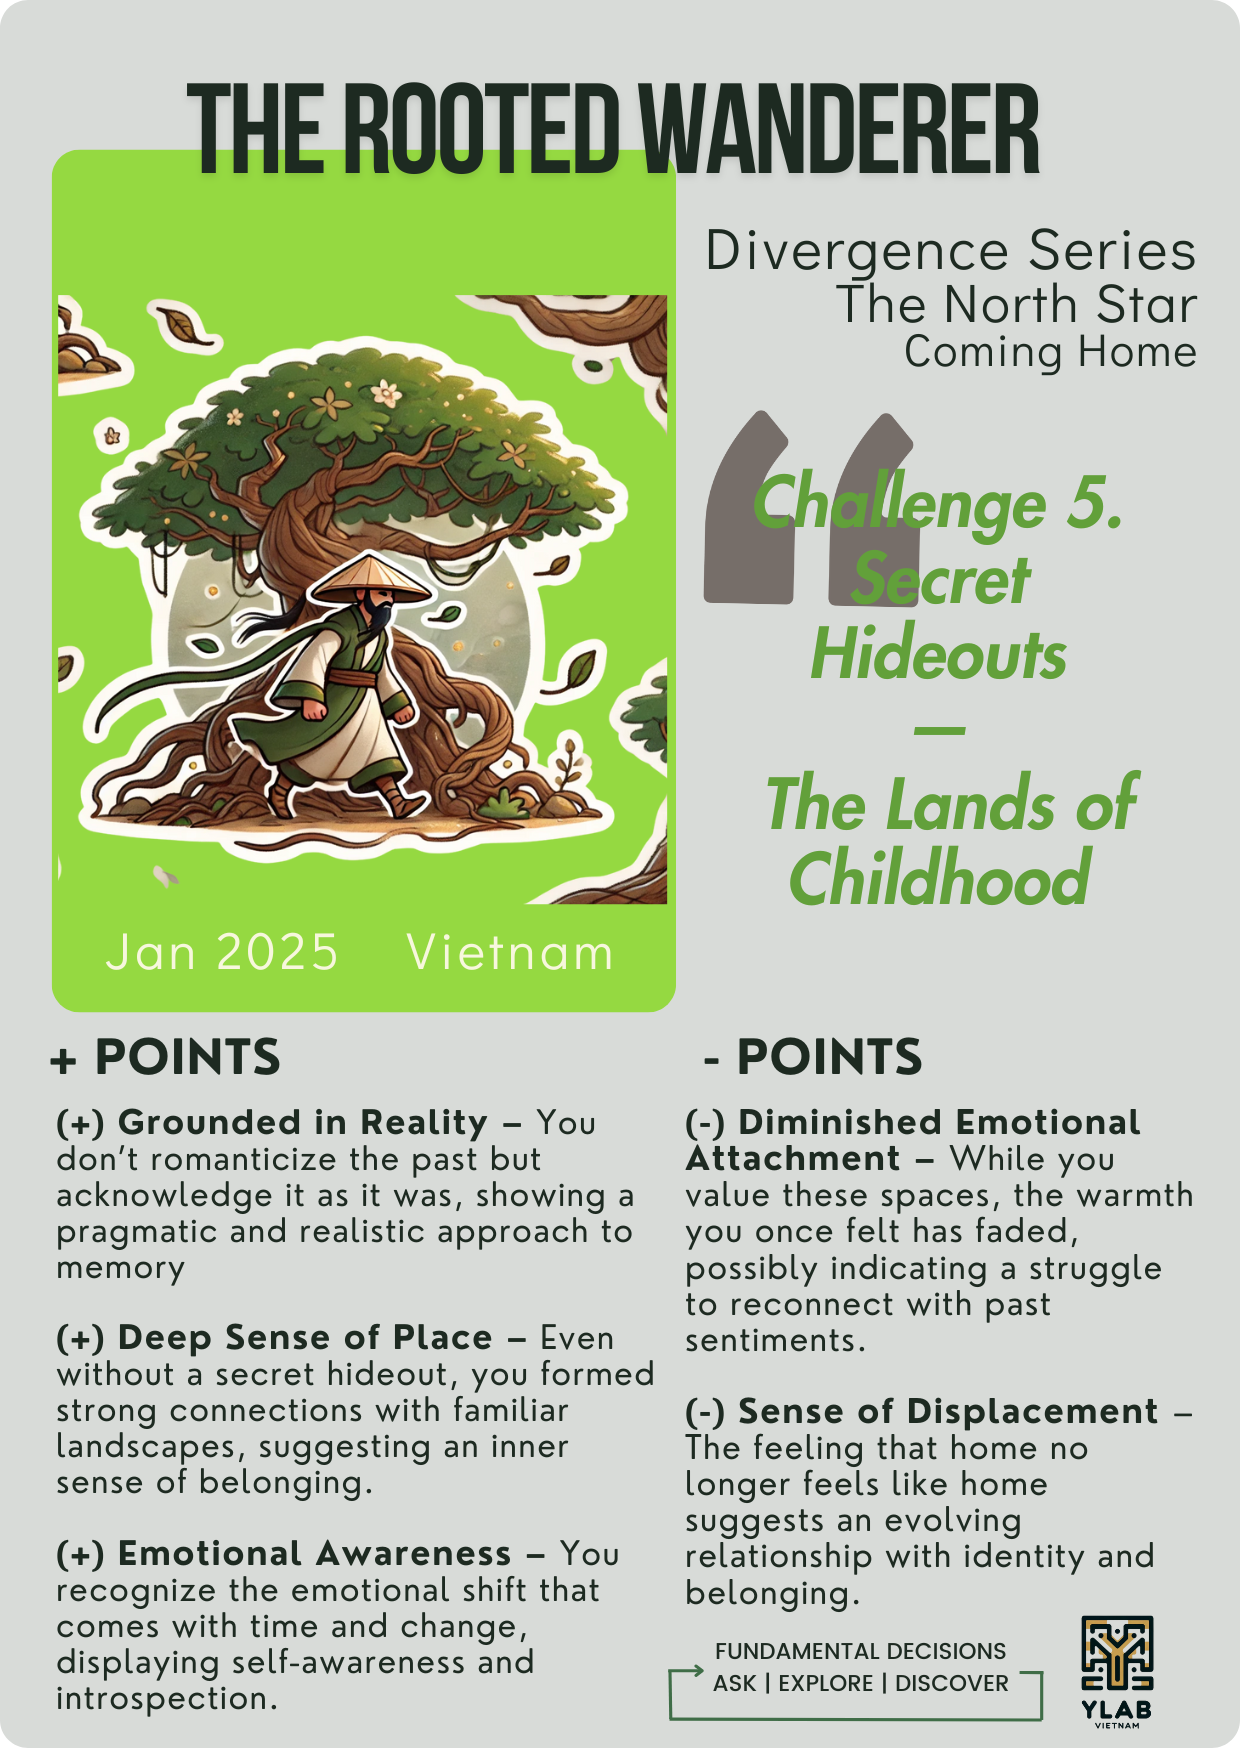 THE ROOTED WANDERER
Divergence Series
The North Star
Coming Home
Challenge 5.
Secret
Hideouts
—
The Lands of
Childhood
Jan 2025 Vietnam
+ POINTS
(+) Grounded in Reality – You
don’t romanticize the past but
acknowledge it as it was, showing a
pragmatic and realistic approach to
memory
(+) Deep Sense of Place – Even
without a secret hideout, you formed
strong connections with familiar
landscapes, suggesting an inner
sense of belonging.
(+) Emotional Awareness – You
recognize the emotional shift that
comes with time and change,
displaying self-awareness and
introspection.
- POINTS
(-) Diminished Emotional
Attachment – While you
value these spaces, the warmth
you once felt has faded,
possibly indicating a struggle
to reconnect with past
sentiments.
(-) Sense of Displacement –
The feeling that home no
longer feels like home
suggests an evolving
relationship with identity and
belonging.
FUNDAMENTAL DECISIONS
ASK | EXPLORE | DISCOVER
YLAB
VIETNAM